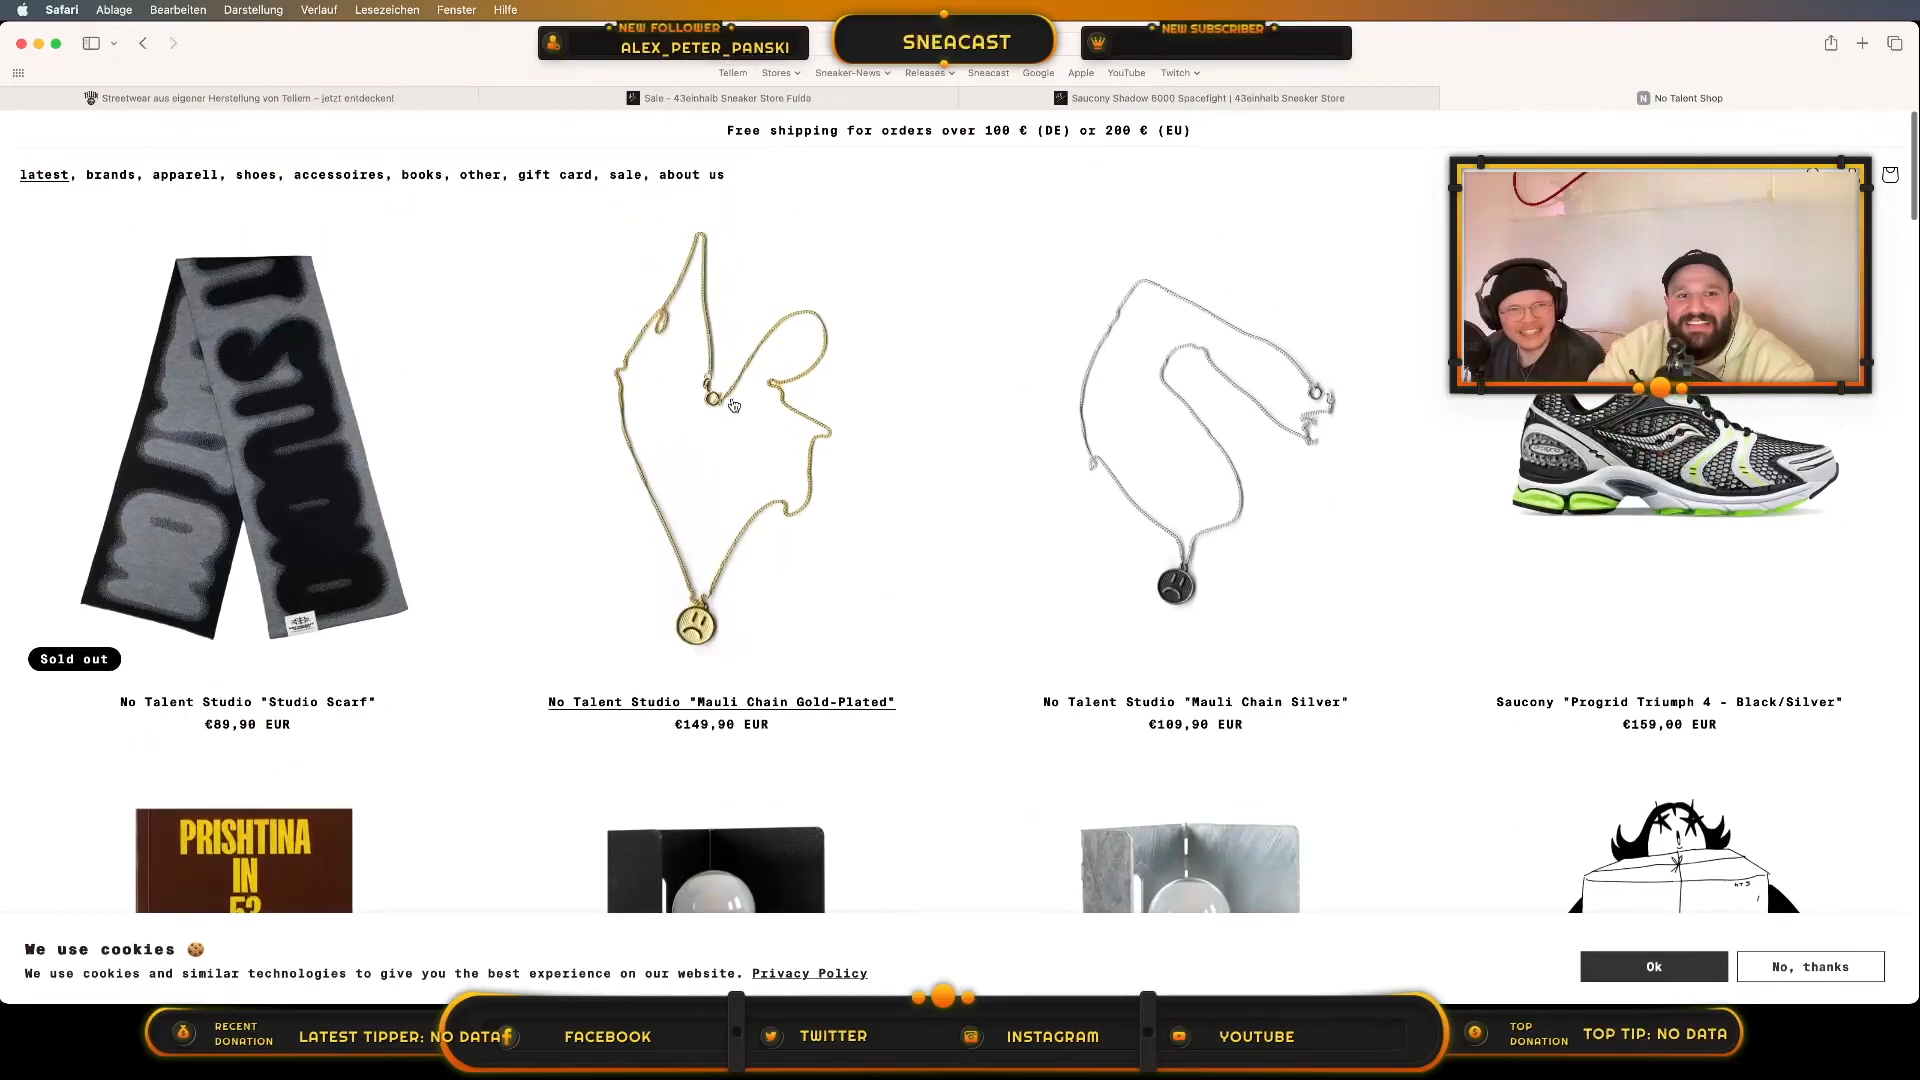 Safari Ablage Bearbeiten Darstellung Verlauf Lesezeichen Fenster Hilfe
NEW FOLLOWER
ALEX_PETER_PANSKI
SNEACAST
NEW SUBSCRIBER
Tellem Stores Sneaker-News Releases Sneacast Google Apple YouTube Twitch
Streetwear aus eigener Herstellung von Tellem – jetzt entdecken!
Sale - 43einhalb Sneaker Store Fulda
Saucony Shadow 6000 Spacefight | 43einhalb Sneaker Store
N No Talent Shop
Free shipping for orders over 100 € (DE) or 200 € (EU)
latest, brands, apparell, shoes, accessoires, books, other, gift card, sale, about us
Sold out
No Talent Studio "Studio Scarf"
€89,90 EUR
No Talent Studio "Mauli Chain Gold-Plated"
€149,90 EUR
No Talent Studio "Mauli Chain Silver"
€109,90 EUR
Saucony "Progrid Triumph 4 - Black/Silver"
€159,00 EUR
PRISHTINA
IN
53
We use cookies 🍪
We use cookies and similar technologies to give you the best experience on our website. Privacy Policy
Ok
No, thanks
RECENT
DONATION
LATEST TIPPER: NO DATA
FACEBOOK
TWITTER
INSTAGRAM
YOUTUBE
TOP
DONATION
TOP TIP: NO DATA